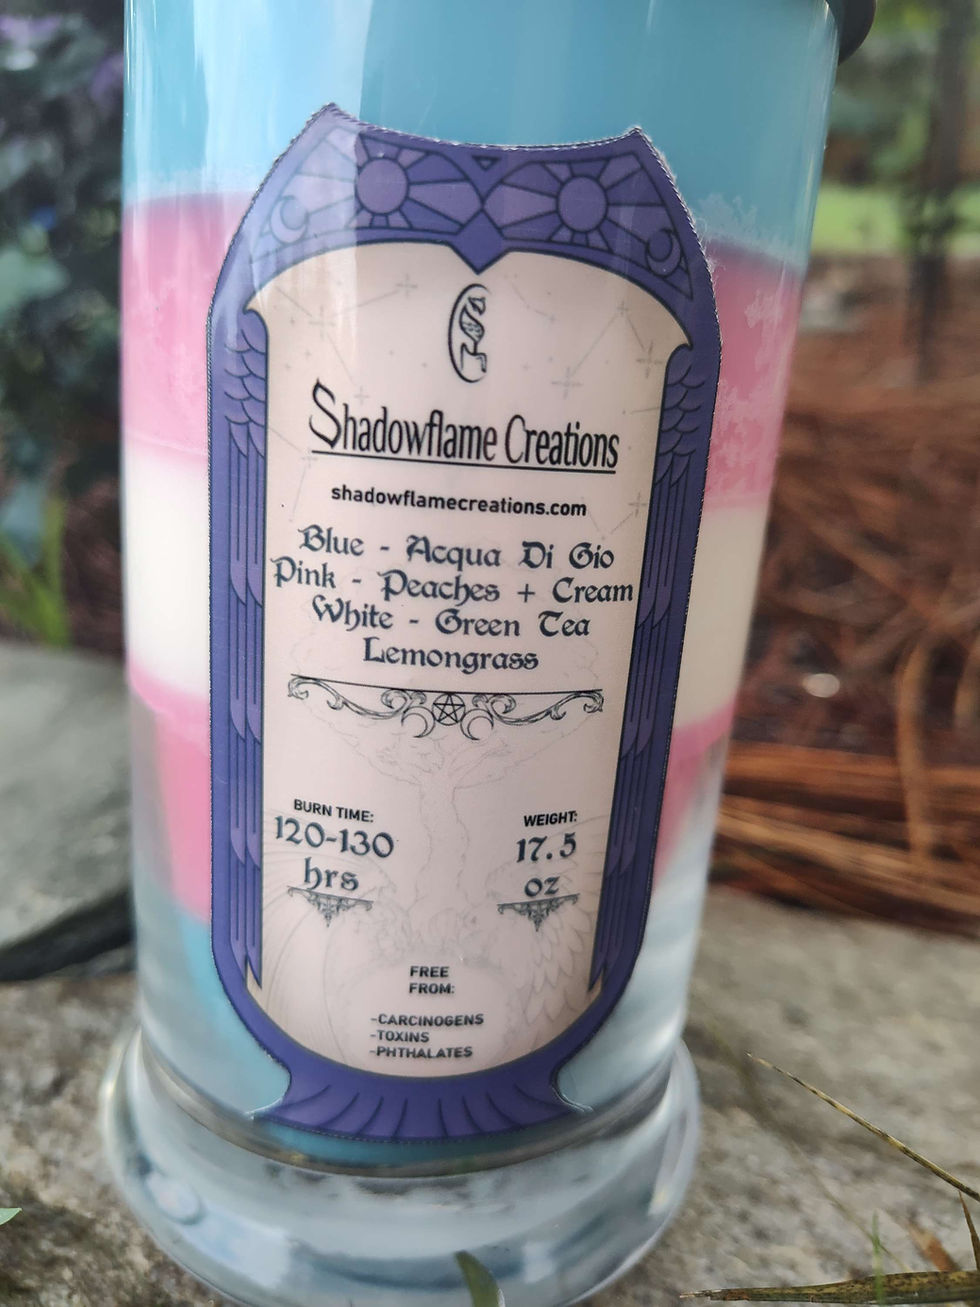 Shadowflame Creations
shadowflamecreations.com
Blue - Acqua Di Gio
Pink - Peaches + Cream
White - Green Tea
Lemongrass
BURN TIME:
120-130
hrs
WEIGHT:
17.5
oz
FREE
FROM:
-CARCINOGENS
-TOXINS
-PHTHALATES